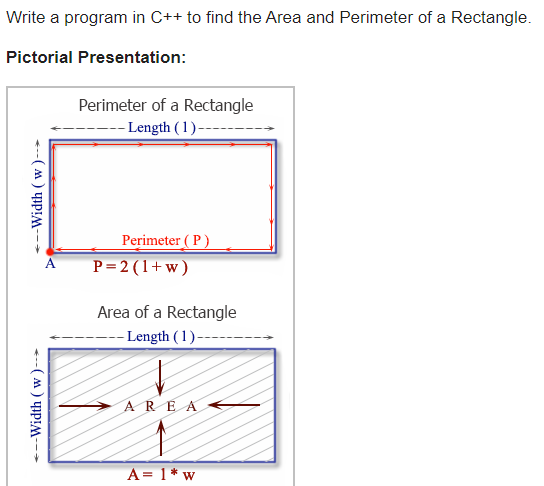 Write a program in C++ to find the Area and Perimeter of a Rectangle.
Pictorial Presentation:
Perimeter of a Rectangle
Length ( l )
Width ( w )
Perimeter ( P )
A
P = 2 ( l + w )
Area of a Rectangle
Length ( l )
Width ( w )
A R E A
A = l * w